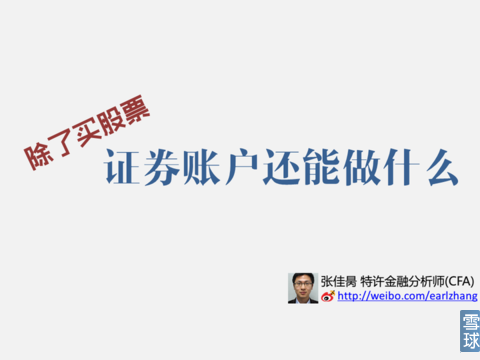 除了买股票
证券账户还能做什么
张佳昊 特许金融分析师(CFA)
http://weibo.com/earlzhang
雪
球